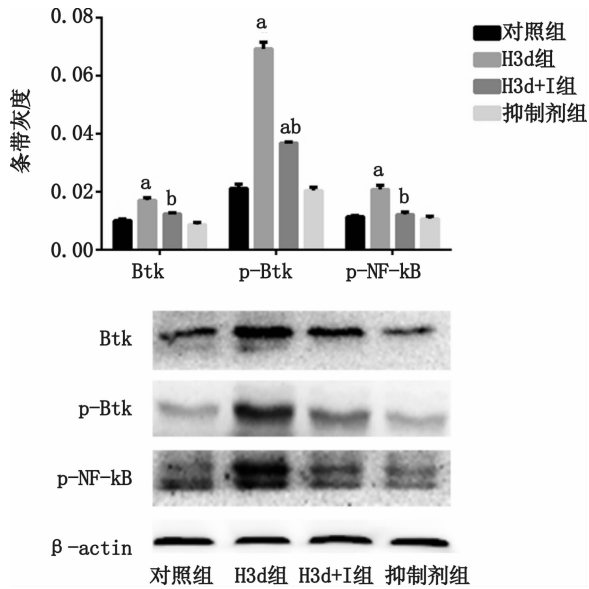 条带灰度
0.08
0.06
0.04
0.02
0.00
对照组
H3d组
H3d+I组
抑制剂组
a b a ab a b
Btk p-Btk p-NF-kB
Btk
p-Btk
p-NF-kB
β-actin
对照组 H3d组 H3d+I组 抑制剂组